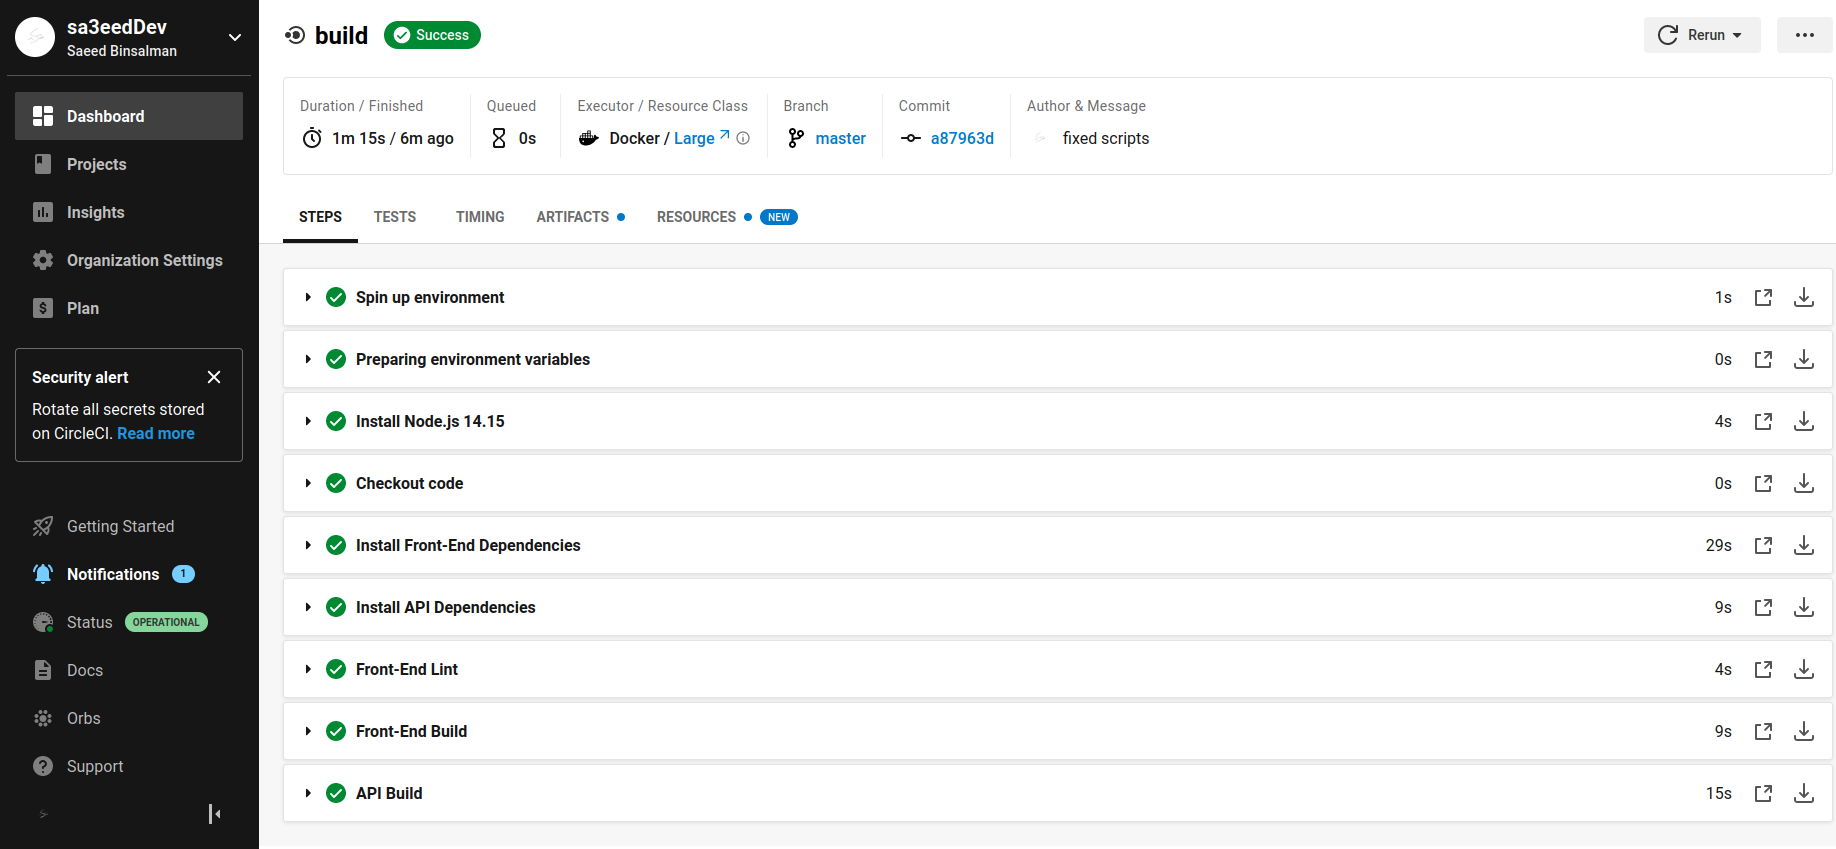 sa3eedDev
Saeed Binsalman
Dashboard
Projects
Insights
Organization Settings
Plan
Security alert
Rotate all secrets stored
on CircleCI. Read more
Getting Started
Notifications 1
Status OPERATIONAL
Docs
Orbs
Support
build Success
Rerun
Duration / Finished
1m 15s / 6m ago
Queued
0s
Executor / Resource Class
Docker / Large
Branch
master
Commit
a87963d
Author & Message
fixed scripts
STEPS TESTS TIMING ARTIFACTS RESOURCES NEW
Spin up environment 1s
Preparing environment variables 0s
Install Node.js 14.15 4s
Checkout code 0s
Install Front-End Dependencies 29s
Install API Dependencies 9s
Front-End Lint 4s
Front-End Build 9s
API Build 15s